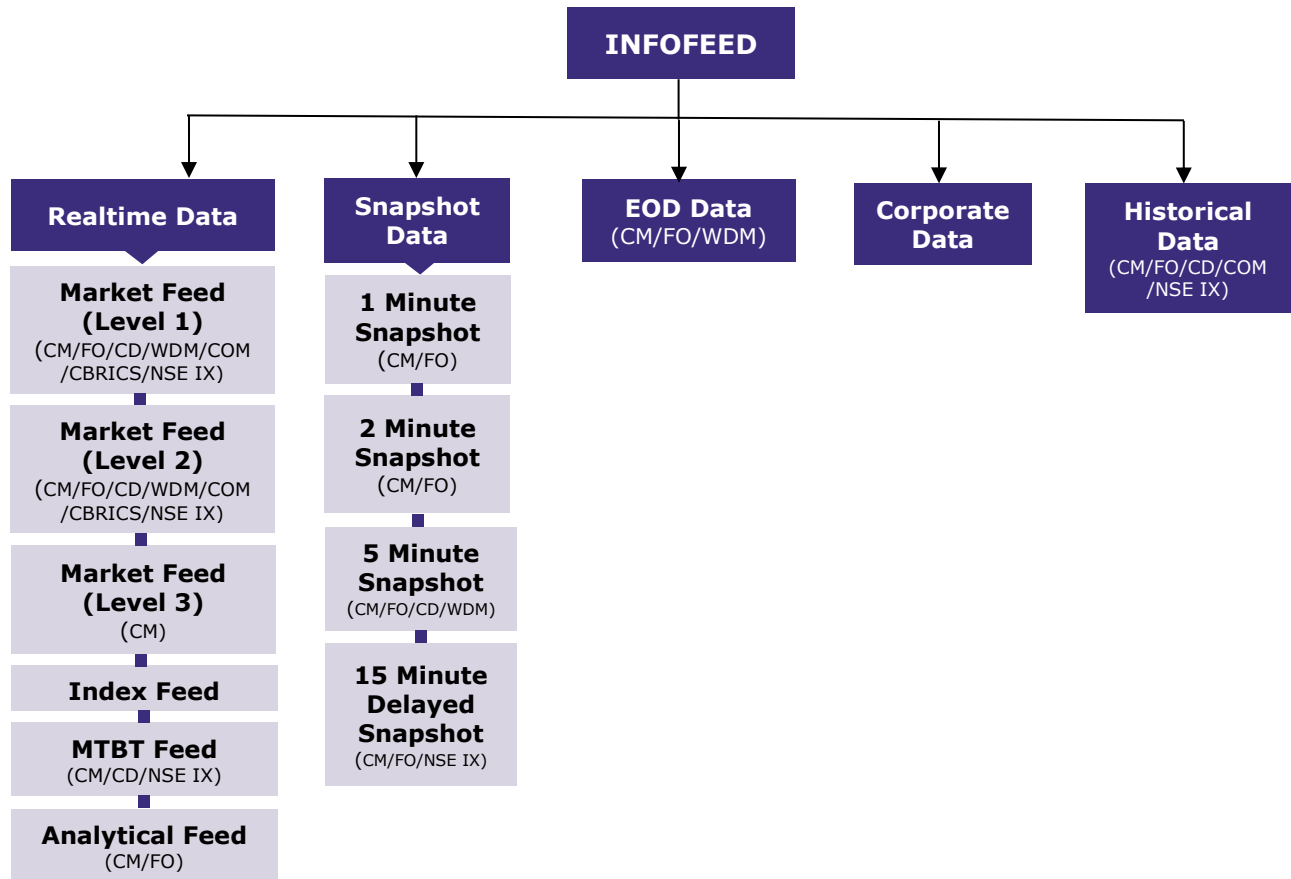 INFOFEED
Realtime Data
Market Feed
(Level 1)
(CM/FO/CD/WDM/COM
/CBRICS/NSE IX)
Market Feed
(Level 2)
(CM/FO/CD/WDM/COM
/CBRICS/NSE IX)
Market Feed
(Level 3)
(CM)
Index Feed
MTBT Feed
(CM/CD/NSE IX)
Analytical Feed
(CM/FO)
Snapshot
Data
1 Minute
Snapshot
(CM/FO)
2 Minute
Snapshot
(CM/FO)
5 Minute
Snapshot
(CM/FO/CD/WDM)
15 Minute
Delayed
Snapshot
(CM/FO/NSE IX)
EOD Data
(CM/FO/WDM)
Corporate
Data
Historical
Data
(CM/FO/CD/COM
/NSE IX)